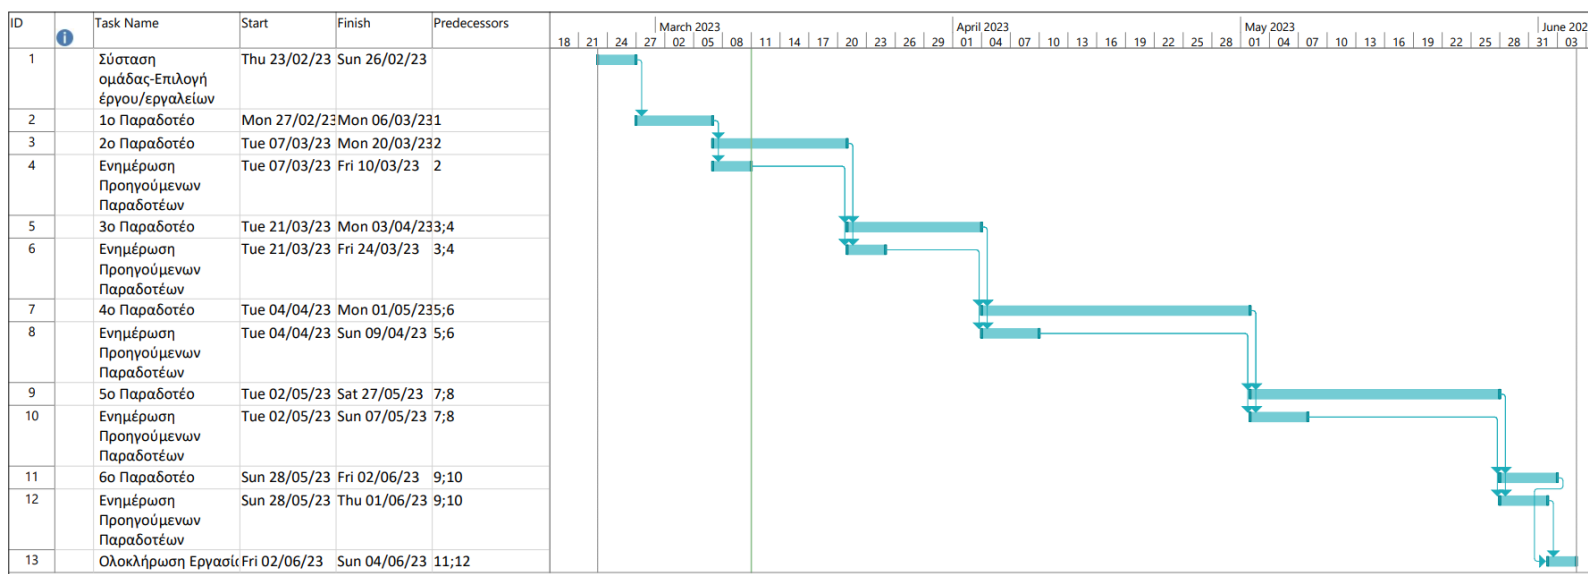 ID Task Name Start Finish Predecessors
March 2023 April 2023 May 2023 June 202
18 21 24 27 02 05 08 11 14 17 20 23 26 29 01 04 07 10 13 16 19 22 25 28 01 04 07 10 13 16 19 22 25 28 31 03
1 Σύσταση Thu 23/02/23 Sun 26/02/23
ομάδας-Επιλογή
έργου/εργαλείων
2 1ο Παραδοτέο Mon 27/02/23 Mon 06/03/23 1
3 2ο Παραδοτέο Tue 07/03/23 Mon 20/03/23 2
4 Ενημέρωση Tue 07/03/23 Fri 10/03/23 2
Προηγούμενων
Παραδοτέων
5 3ο Παραδοτέο Tue 21/03/23 Mon 03/04/23 3;4
6 Ενημέρωση Tue 21/03/23 Fri 24/03/23 3;4
Προηγούμενων
Παραδοτέων
7 4ο Παραδοτέο Tue 04/04/23 Mon 01/05/23 5;6
8 Ενημέρωση Tue 04/04/23 Sun 09/04/23 5;6
Προηγούμενων
Παραδοτέων
9 5ο Παραδοτέο Tue 02/05/23 Sat 27/05/23 7;8
10 Ενημέρωση Tue 02/05/23 Sun 07/05/23 7;8
Προηγούμενων
Παραδοτέων
11 6ο Παραδοτέο Sun 28/05/23 Fri 02/06/23 9;10
12 Ενημέρωση Sun 28/05/23 Thu 01/06/23 9;10
Προηγούμενων
Παραδοτέων
13 Ολοκλήρωση Εργασίο Fri 02/06/23 Sun 04/06/23 11;12